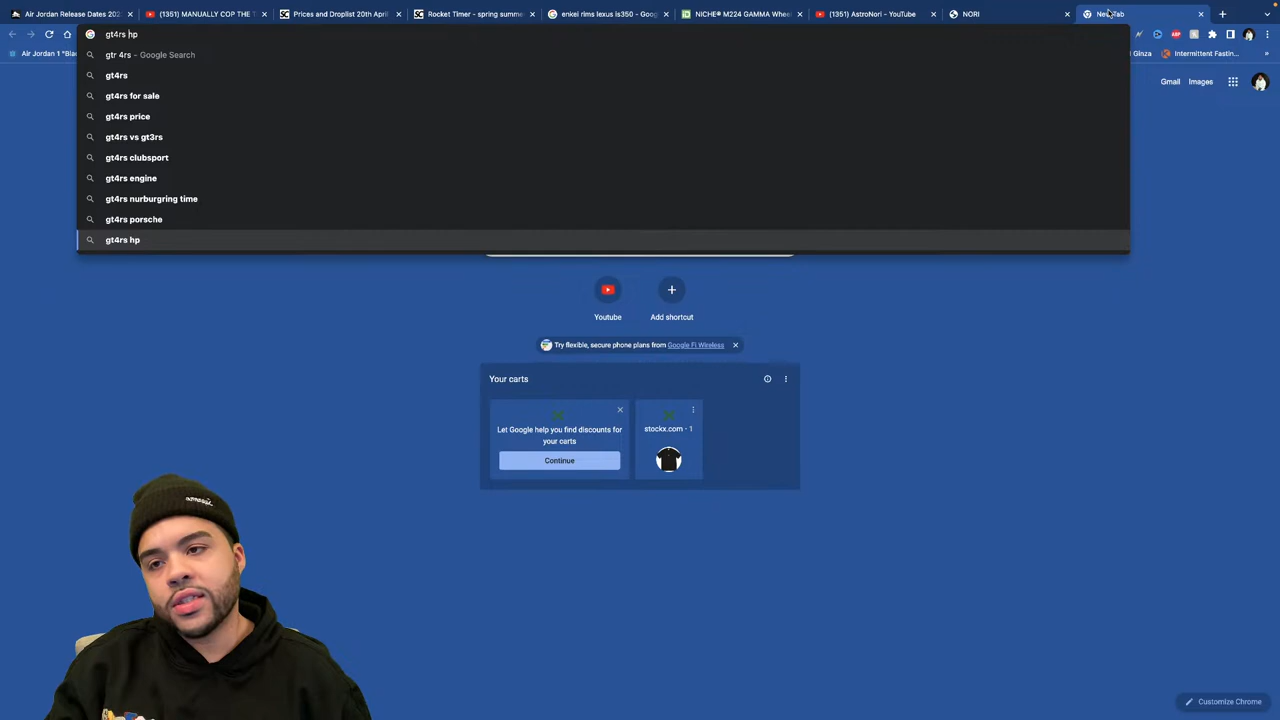 Air Jordan Release Dates 202
(1351) MANUALLY COP THE T
Prices and Droplist 20th April
Rocket Timer - spring summe
enkei rims lexus is350 - Goog
NICHE® M224 GAMMA Whee
(1351) AstroNori - YouTube
NORI
New Tab
gt4rs hp
Air Jordan 1 "Bla
Ginza
Intermittent Fastin...
»
gtr 4rs – Google Search
gt4rs
gt4rs for sale
gt4rs price
gt4rs vs gt3rs
gt4rs clubsport
gt4rs engine
gt4rs nurburgring time
gt4rs porsche
gt4rs hp
Gmail
Images
Youtube
Add shortcut
Try flexible, secure phone plans from Google Fi Wireless
Your carts
Let Google help you find discounts for
your carts
Continue
stockx.com · 1
Customize Chrome